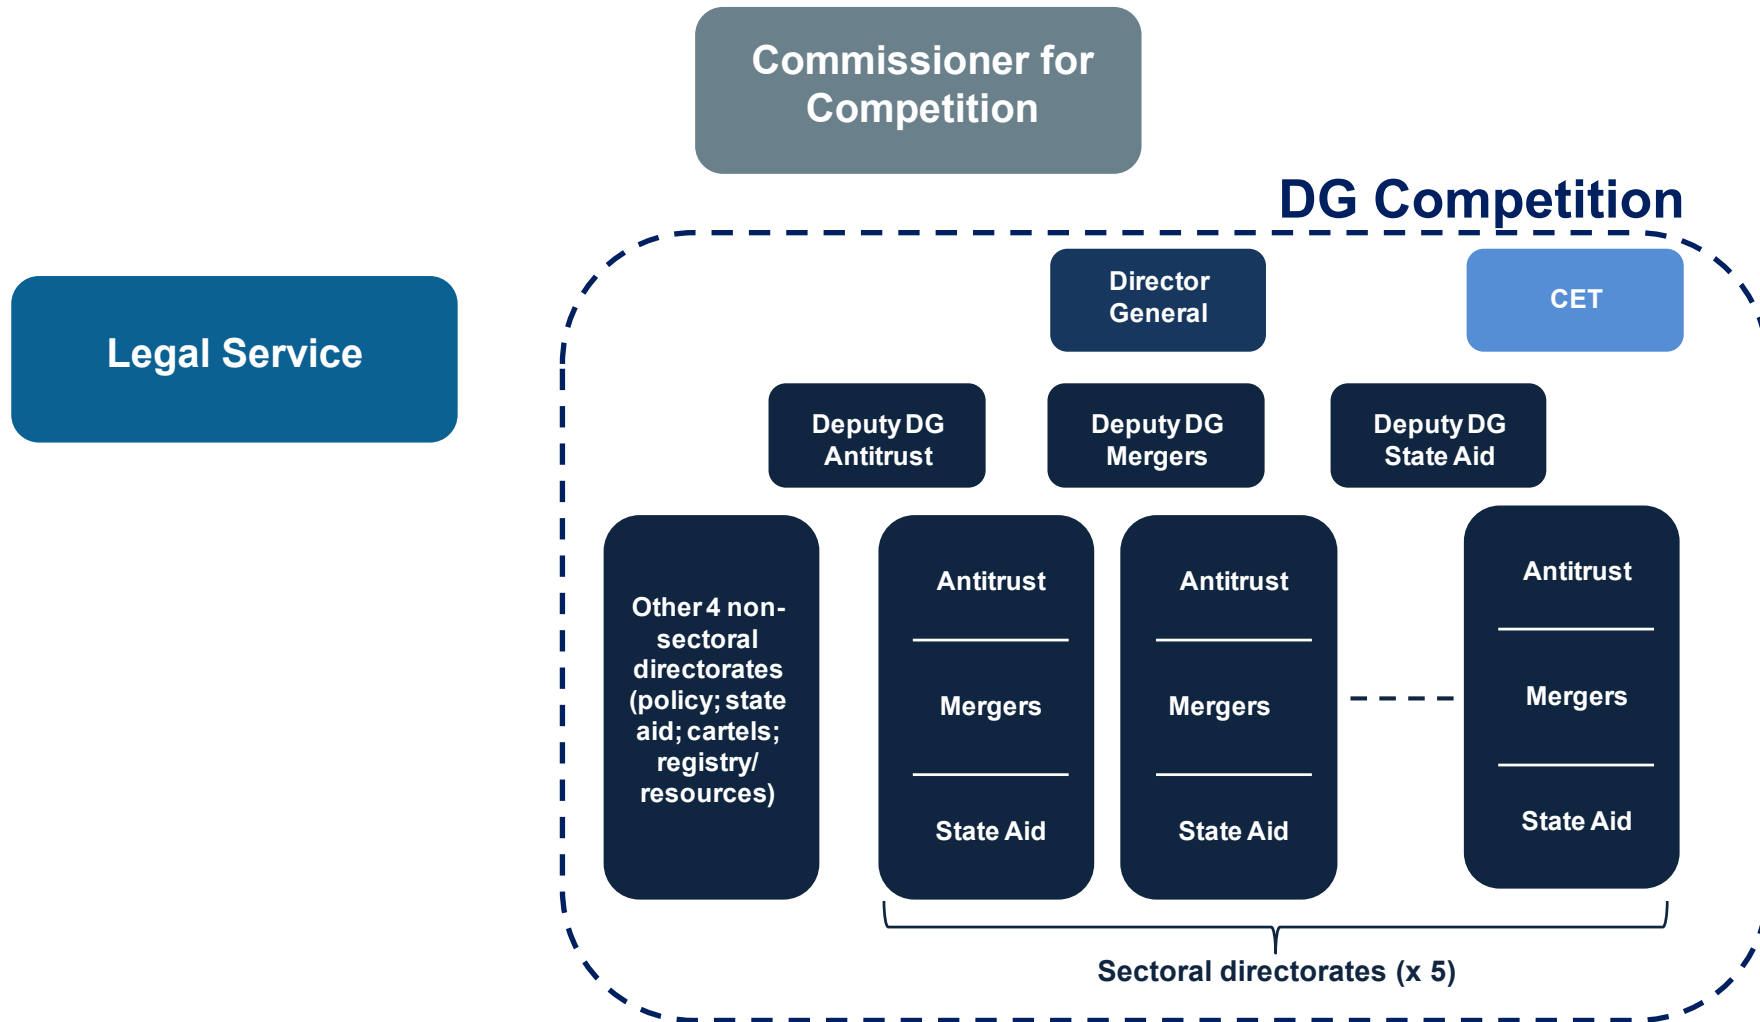 Commissioner for
Competition
DG Competition
Legal Service
Director
General
CET
Deputy DG
Antitrust
Deputy DG
Mergers
Deputy DG
State Aid
Other 4 non-
sectoral
directorates
(policy; state
aid; cartels;
registry/
resources)
Antitrust
Mergers
State Aid
Antitrust
Mergers
State Aid
Antitrust
Mergers
State Aid
Sectoral directorates (x 5)